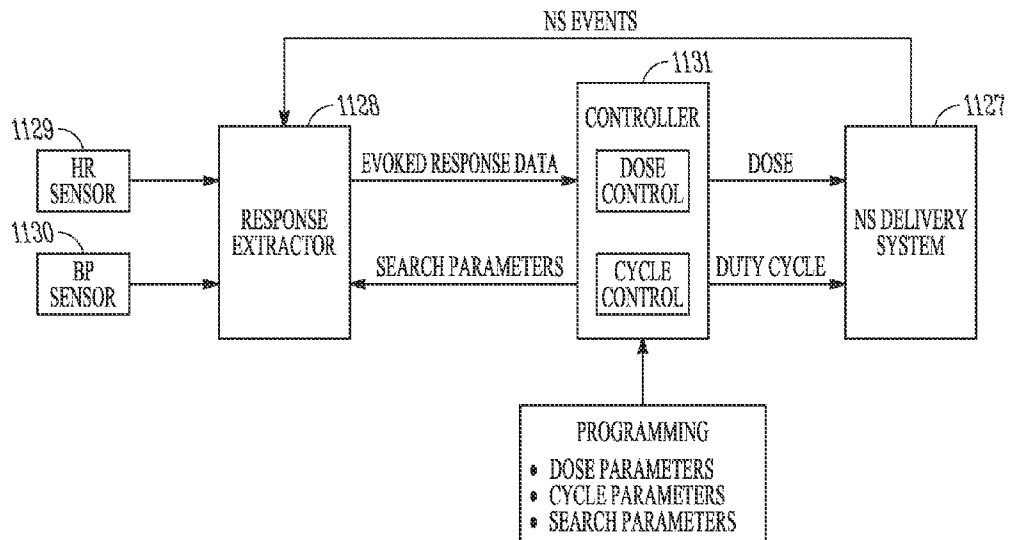 NS EVENTS
1131
1128
1127
1129
HR
SENSOR
1130
BP
SENSOR
RESPONSE
EXTRACTOR
EVOKED RESPONSE DATA
SEARCH PARAMETERS
CONTROLLER
DOSE
CONTROL
CYCLE
CONTROL
DOSE
DUTY CYCLE
NS DELIVERY
SYSTEM
PROGRAMMING
• DOSE PARAMETERS
• CYCLE PARAMETERS
• SEARCH PARAMETERS